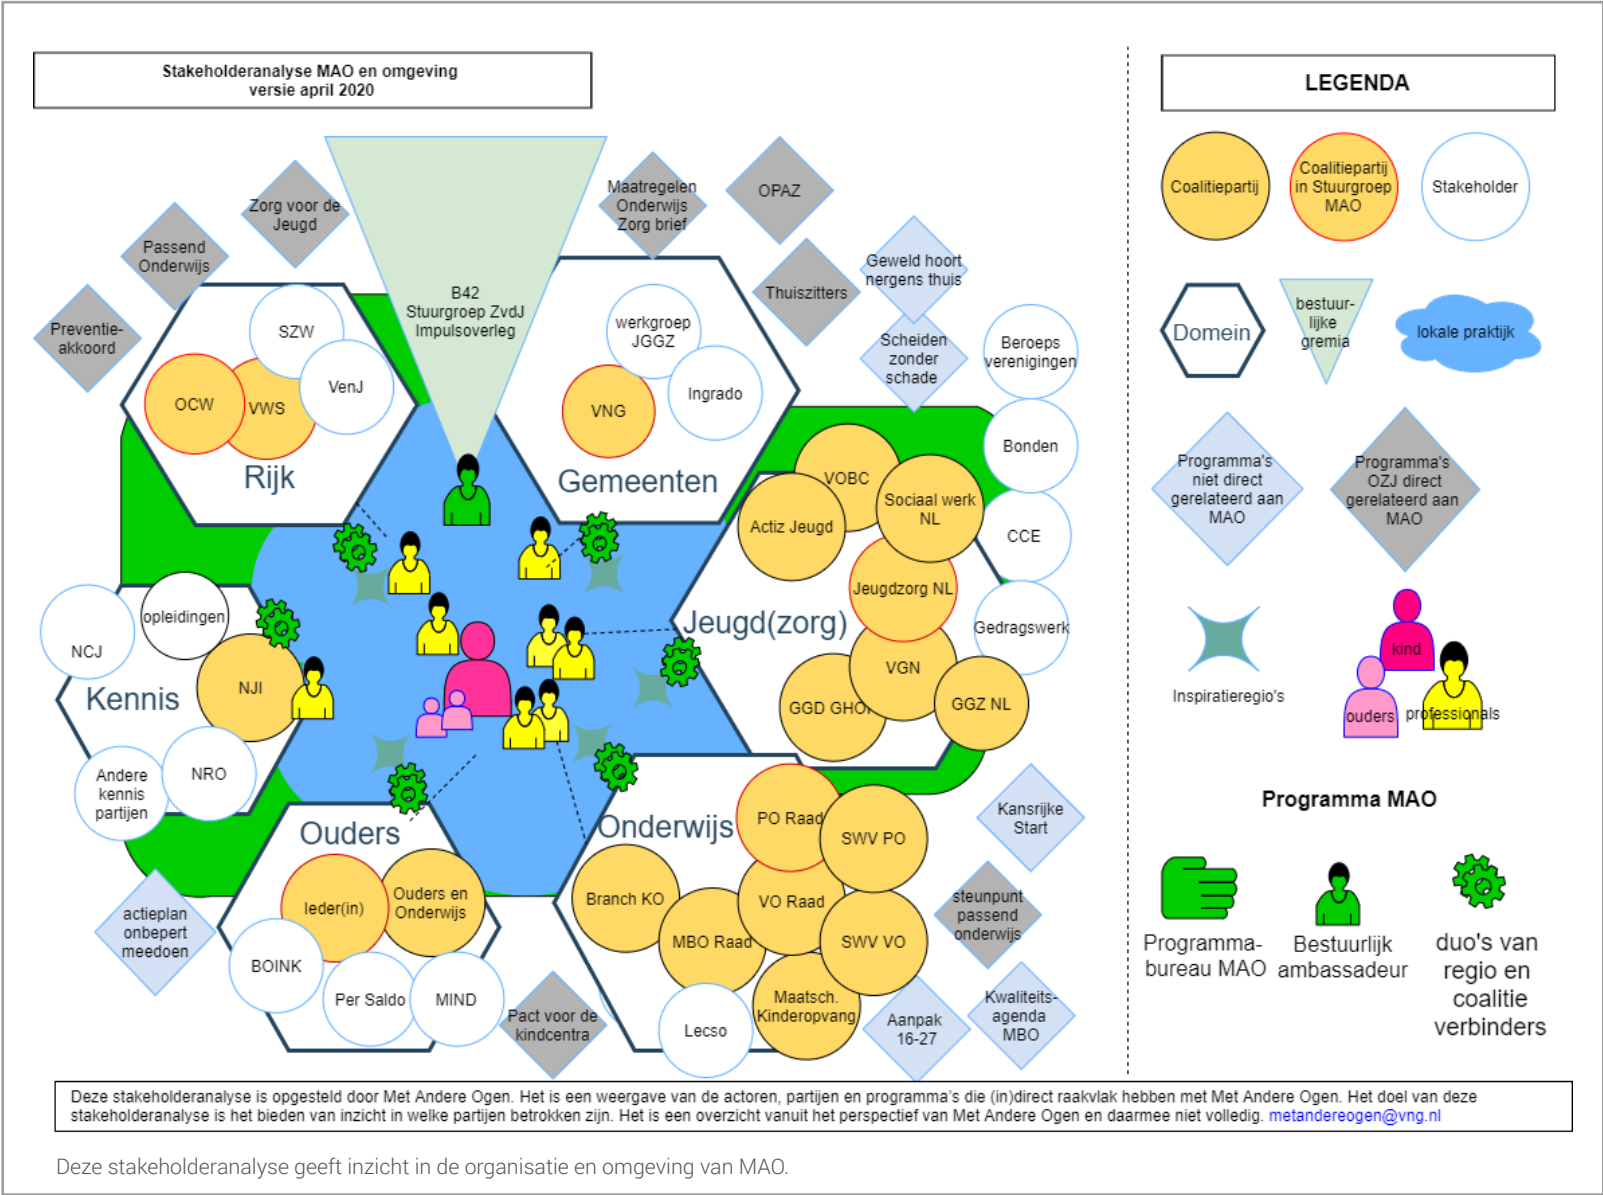 Stakeholderanalyse MAO en omgeving
versie april 2020
Zorg voor de
Jeugd
Passend
Onderwijs
Preventie-
akkoord
B42
Stuurgroep ZvdJ
Impulsoverleg
Maatregelen
Onderwijs
Zorg brief
OPAZ
Thuiszitters
Geweld hoort
nergens thuis
Scheiden
zonder
schade
SZW
VenJ
OCW
VWS
Rijk
werkgroep
JGGZ
Ingrado
VNG
Gemeenten
Beroeps
verenigingen
Bonden
CCE
Gedragswerk
VOBC
Sociaal werk
NL
Actiz Jeugd
Jeugdzorg NL
Jeugd(zorg)
VGN
GGD GHOR
GGZ NL
NCJ
opleidingen
NJI
Kennis
NRO
Andere
kennis
partijen
Ouders
Ieder(in)
Ouders en
Onderwijs
BOINK
Per Saldo
MIND
actieplan
onbepert
meedoen
Pact voor de
kindcentra
Onderwijs
PO Raad
SWV PO
Branch KO
VO Raad
MBO Raad
SWV VO
Maatsch.
Kinderopvang
Lecso
Kansrijke
Start
steunpunt
passend
onderwijs
Aanpak
16-27
Kwaliteits-
agenda
MBO
LEGENDA
Coalitiepartij
Coalitiepartij
in Stuurgroep
MAO
Stakeholder
Domein
bestuur-
lijke
gremia
lokale praktijk
Programma's
niet direct
gerelateerd aan
MAO
Programma's
OZJ direct
gerelateerd aan
MAO
Inspiratieregio's
kind
ouders
professionals
Programma MAO
Programma-
bureau MAO
Bestuurlijk
ambassadeur
duo's van
regio en
coalitie
verbinders
Deze stakeholderanalyse is opgesteld door Met Andere Ogen. Het is een weergave van de actoren, partijen en programma's die (in)direct raakvlak hebben met Met Andere Ogen. Het doel van deze
stakeholderanalyse is het bieden van inzicht in welke partijen betrokken zijn. Het is een overzicht vanuit het perspectief van Met Andere Ogen en daarmee niet volledig. metandereogen@vng.nl
Deze stakeholderanalyse geeft inzicht in de organisatie en omgeving van MAO.